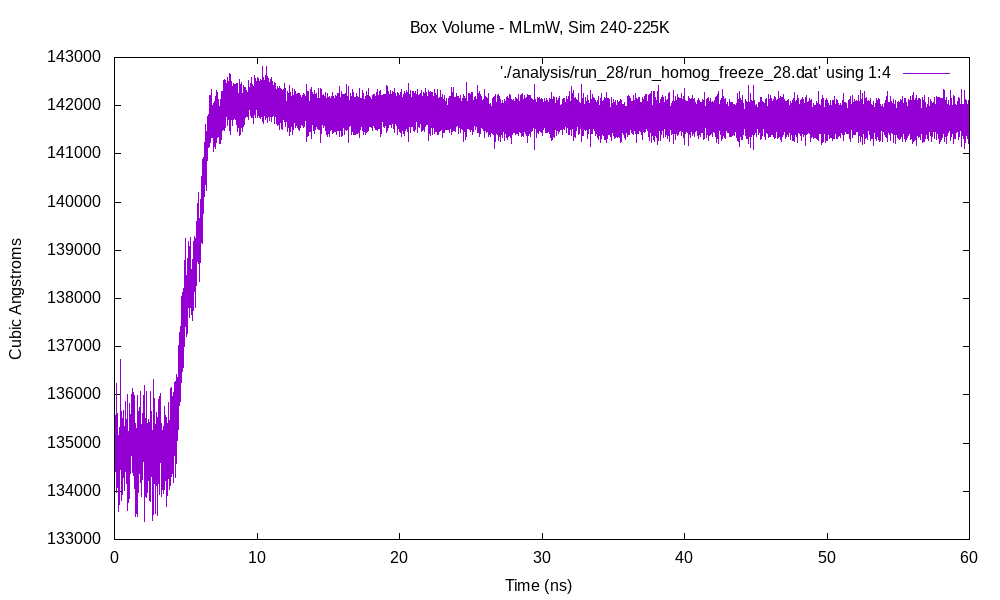 Box Volume - MLmW, Sim 240-225K
'./analysis/run_28/run_homog_freeze_28.dat' using 1:4
143000
142000
141000
140000
139000
138000
137000
136000
135000
134000
133000
Cubic Angstroms
0 10 20 30 40 50 60
Time (ns)